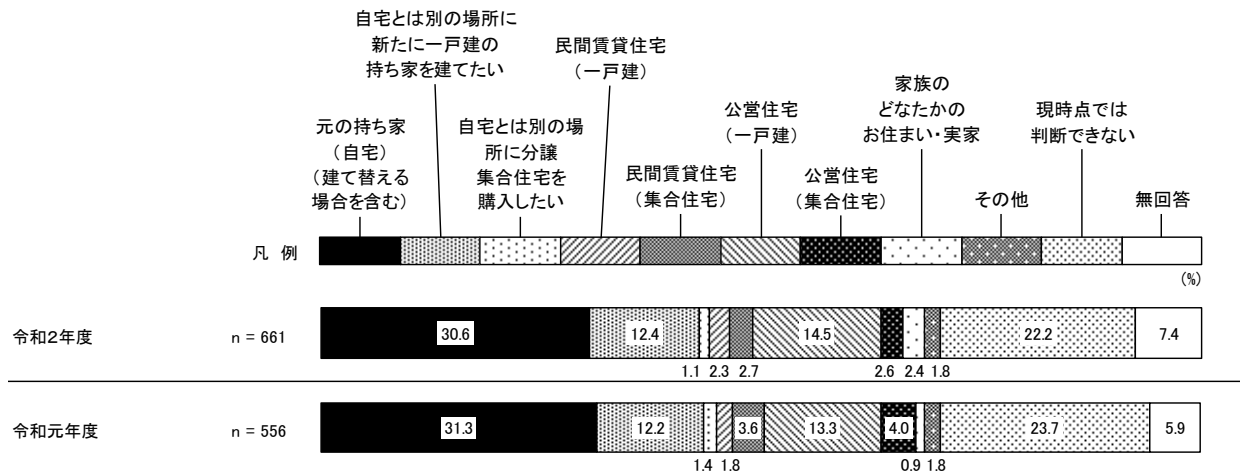 自宅とは別の場所に
新たに一戸建の
持ち家を建てたい
民間賃貸住宅
(一戸建)
家族の
どなたかの
お住まい・実家
元の持ち家
(自宅)
(建て替える
場合を含む)
自宅とは別の場
所に分譲
集合住宅を
購入したい
公営住宅
(一戸建)
現時点では
判断できない
民間賃貸住宅
(集合住宅)
公営住宅
(集合住宅)
その他
無回答
凡 例
(%)
令和2年度 n = 661 30.6 12.4 14.5 22.2 7.4
1.1 2.3 2.7 2.6 2.4 1.8
令和元年度 n = 556 31.3 12.2 3.6 13.3 4.0 23.7 5.9
1.4 1.8 0.9 1.8